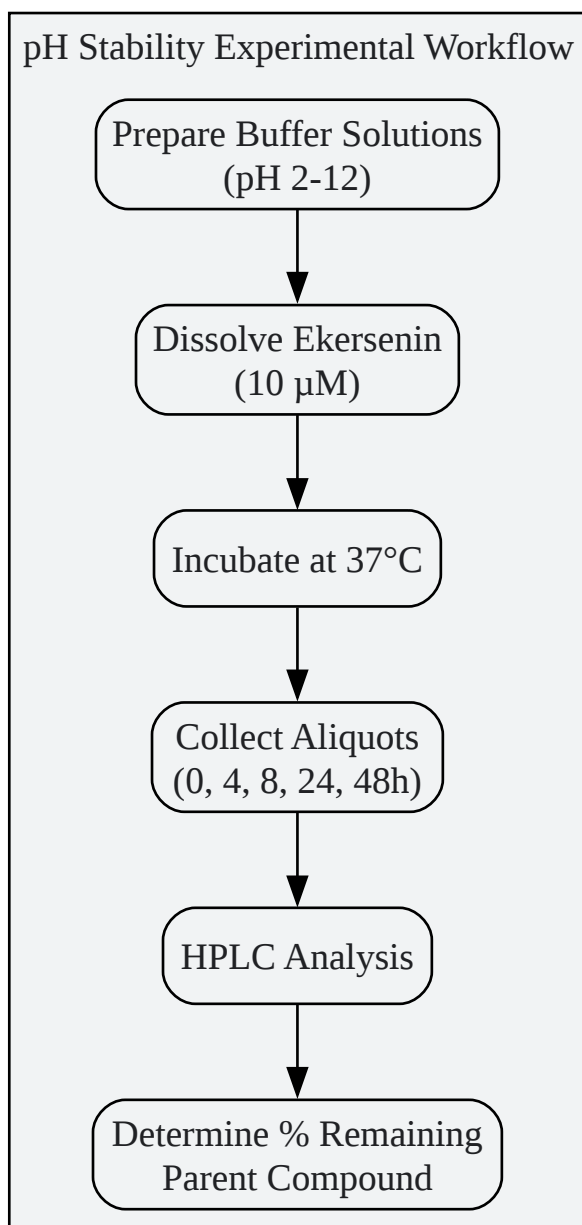 pH Stability Experimental Workflow
Prepare Buffer Solutions
(pH 2-12)
Dissolve Ekersenin
(10 µM)
Incubate at 37°C
Collect Aliquots
(0, 4, 8, 24, 48h)
HPLC Analysis
Determine % Remaining
Parent Compound